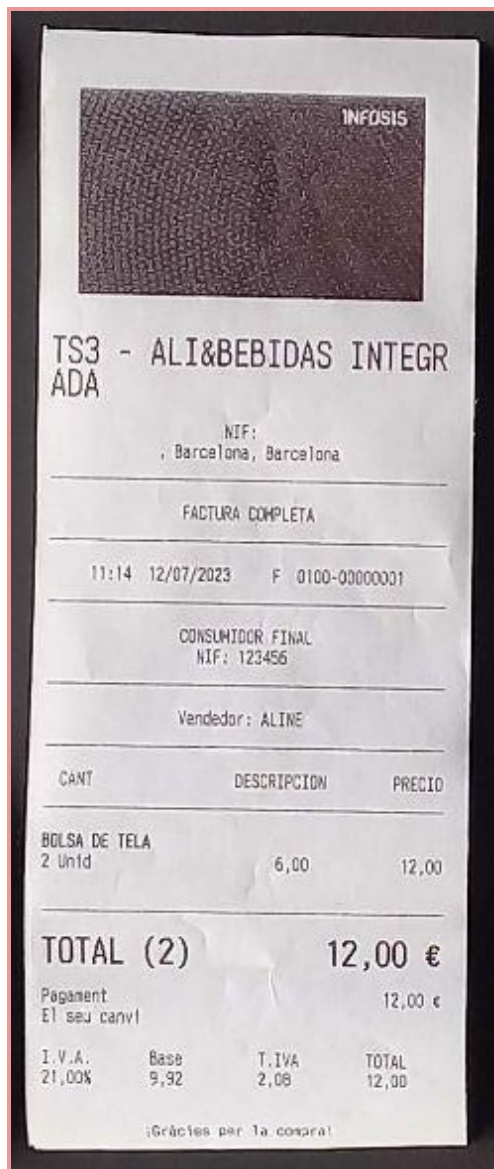 INFOSIS
TS3 - ALI&BEBIDAS INTEGR
ADA
NIF:
, Barcelona, Barcelona
FACTURA COMPLETA
11:14 12/07/2023 F 0100-00000001
CONSUMIDOR FINAL
NIF: 123456
Vendedor: ALINE
CANT DESCRIPCION PRECIO
BOLSA DE TELA
2 Unid 6,00 12,00
TOTAL (2) 12,00 €
Pagament 12,00 €
El seu canvi
I.V.A. Base T.IVA TOTAL
21,00% 9,92 2,08 12,00
¡Gràcies per la compra!